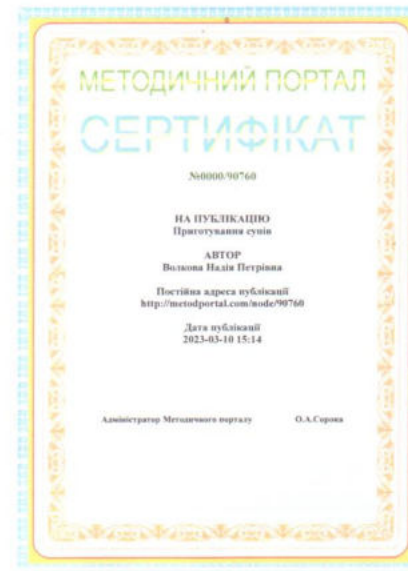 МЕТОДИЧНИЙ ПОРТАЛ
СЕРТИФІКАТ
№0000/90760
НА ПУБЛІКАЦІЮ
Приготування супів
АВТОР
Волкова Надія Петрівна
Постійна адреса публікації
http://metodportal.com/node/90760
Дата публікації
2023-03-10 15:14
Адміністратор Методичного порталу О.А.Сорока